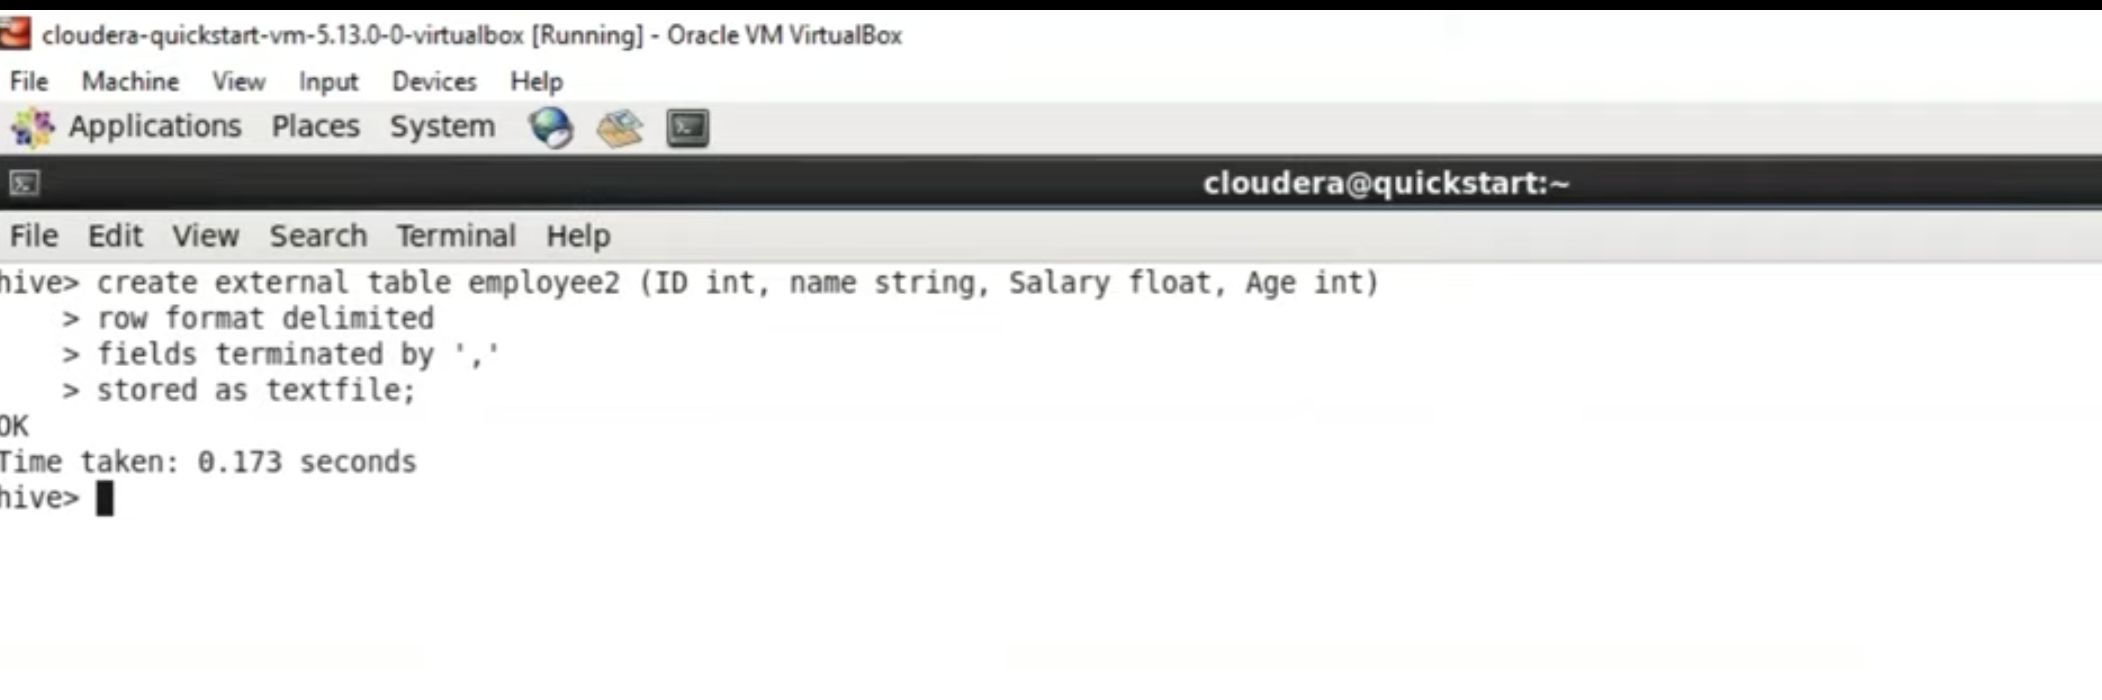 cloudera-quickstart-vm-5.13.0-0-virtualbox [Running] - Oracle VM VirtualBox
File Machine View Input Devices Help
Applications Places System
cloudera@quickstart:~
File Edit View Search Terminal Help
hive> create external table employee2 (ID int, name string, Salary float, Age int)
    > row format delimited
    > fields terminated by ','
    > stored as textfile;
OK
Time taken: 0.173 seconds
hive>